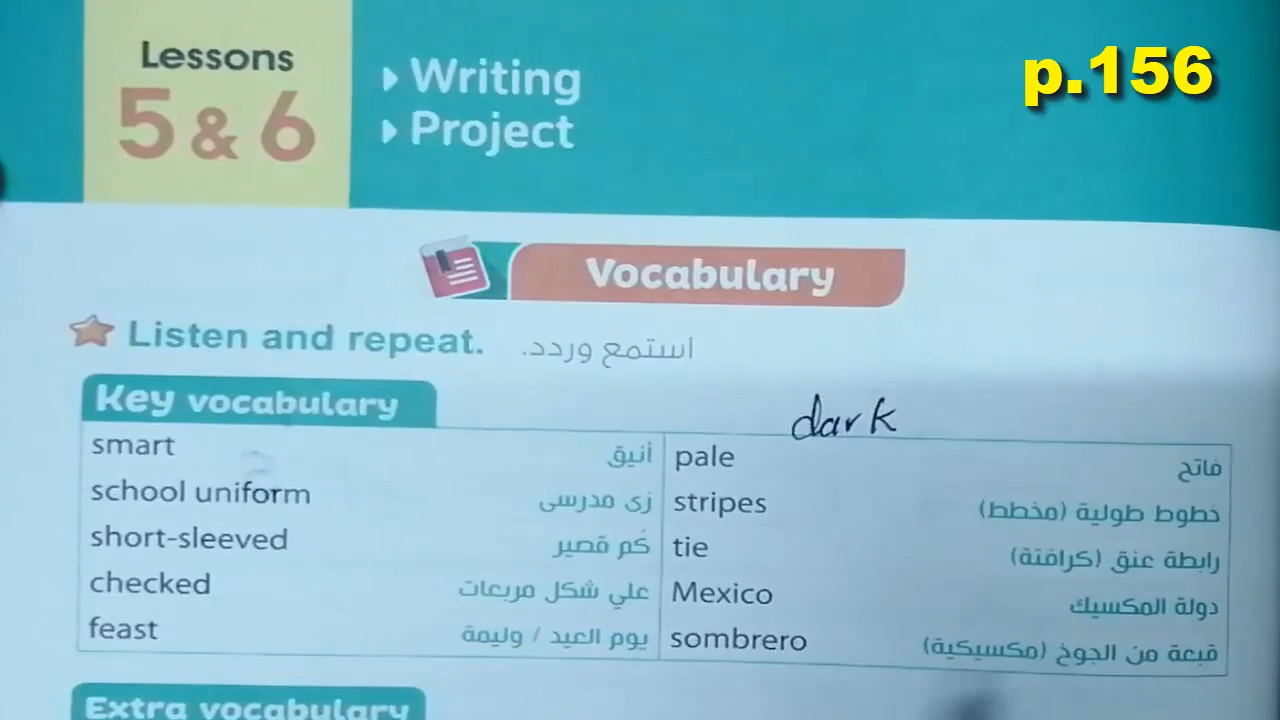 Lessons
5 & 6
Writing
Project
p.156
Vocabulary
Listen and repeat. استمع وردد.
Key vocabulary
dark
smart أنيق
school uniform زى مدرسى
short-sleeved كُم قصير
checked علي شكل مربعات
feast يوم العيد / وليمة
pale فاتح
stripes خطوط طولية (مخطط)
tie رابطة عنق (كرافتة)
Mexico دولة المكسيك
sombrero قبعة من الجوخ (مكسيكية)
Extra vocabulary